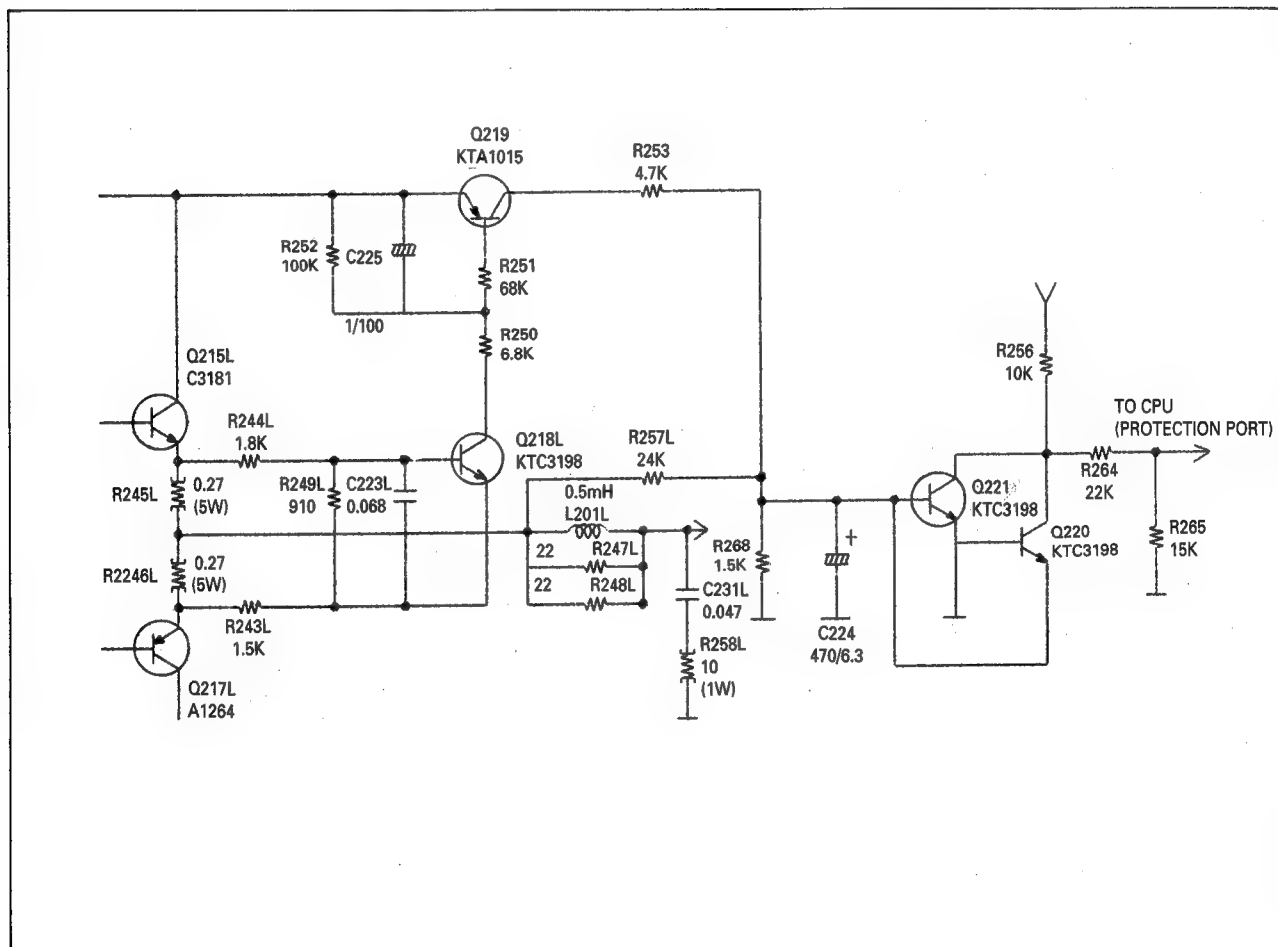 Q219
KTA1015
R253
4.7K
R252
100K
C225
R251
68K
1/100
R250
6.8K
R256
10K
Q215L
C3181
TO CPU
(PROTECTION PORT)
R244L
1.8K
Q218L
KTC3198
R257L
24K
R264
22K
R245L
0.27
(5W)
R249L
910
C223L
0.068
0.5mH
L201L
Q221
KTC3198
Q220
KTC3198
R265
15K
R2246L
0.27
(5W)
22
R247L
22
R248L
R268
1.5K
C231L
0.047
+
R243L
1.5K
C224
470/6.3
R258L
10
(1W)
Q217L
A1264